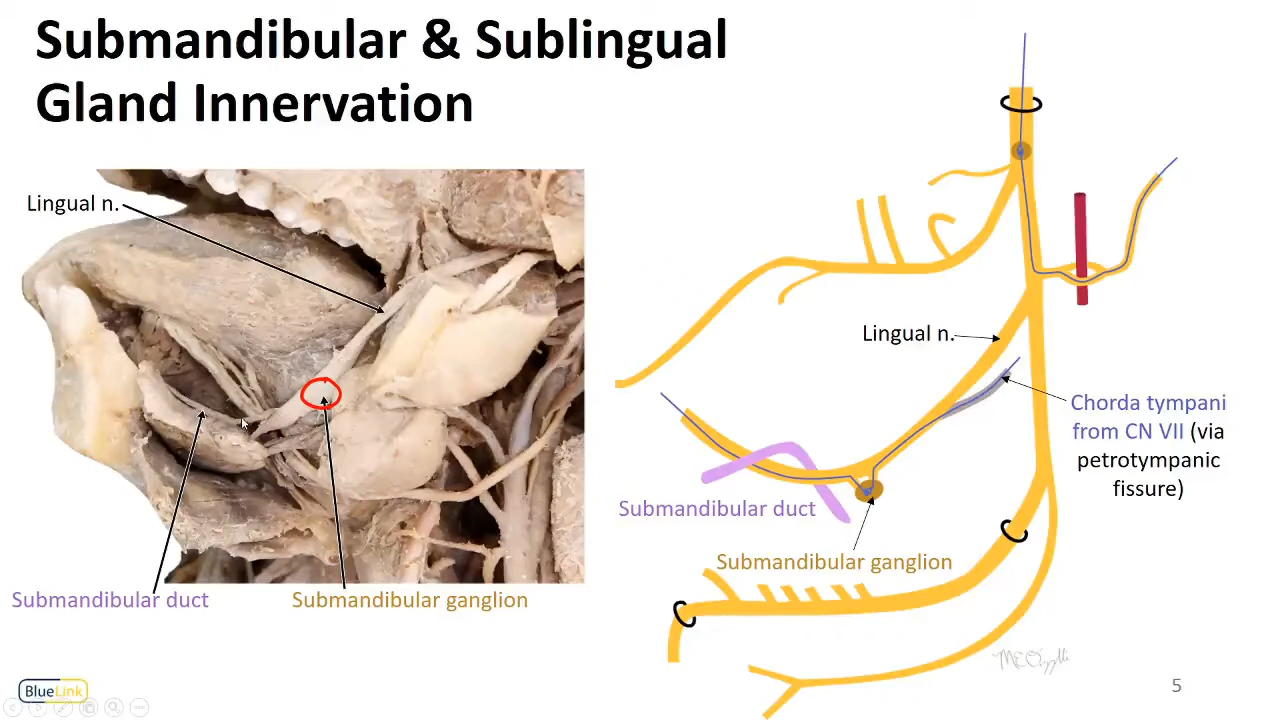 Submandibular & Sublingual
Gland Innervation
Lingual n.
Submandibular duct
Submandibular ganglion
Lingual n.
Chorda tympani
from CN VII (via
petrotympanic
fissure)
Submandibular duct
Submandibular ganglion
BlueLink
5